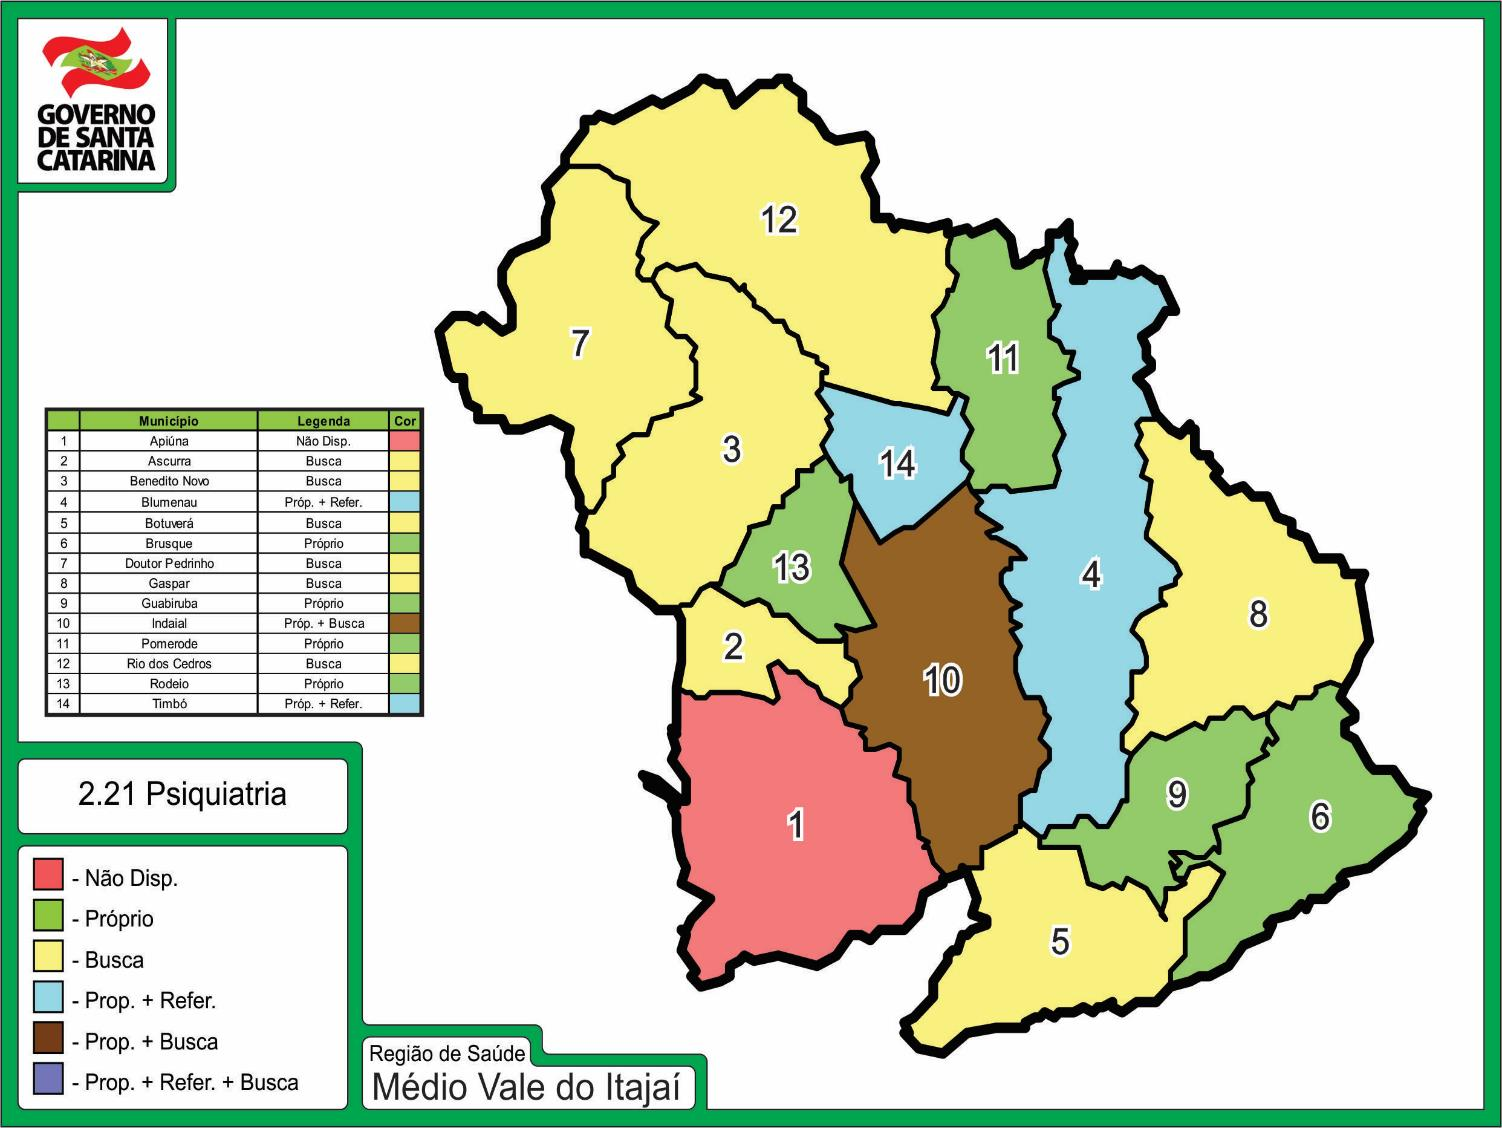 GOVERNO
DE SANTA
CATARINA
12
7
11
3
14
13
4
8
2
10
1
9
6
5
Município Legenda Cor
1 Apiúna Não Disp.
2 Ascurra Busca
3 Benedito Novo Busca
4 Blumenau Próp. + Refer.
5 Botuverá Busca
6 Brusque Próprio
7 Doutor Pedrinho Busca
8 Gaspar Busca
9 Guabiruba Próprio
10 Indaial Próp. + Busca
11 Pomerode Próprio
12 Rio dos Cedros Busca
13 Rodeio Próprio
14 Timbó Próp. + Refer.
2.21 Psiquiatria
- Não Disp.
- Próprio
- Busca
- Prop. + Refer.
- Prop. + Busca
- Prop. + Refer. + Busca
Região de Saúde
Médio Vale do Itajaí